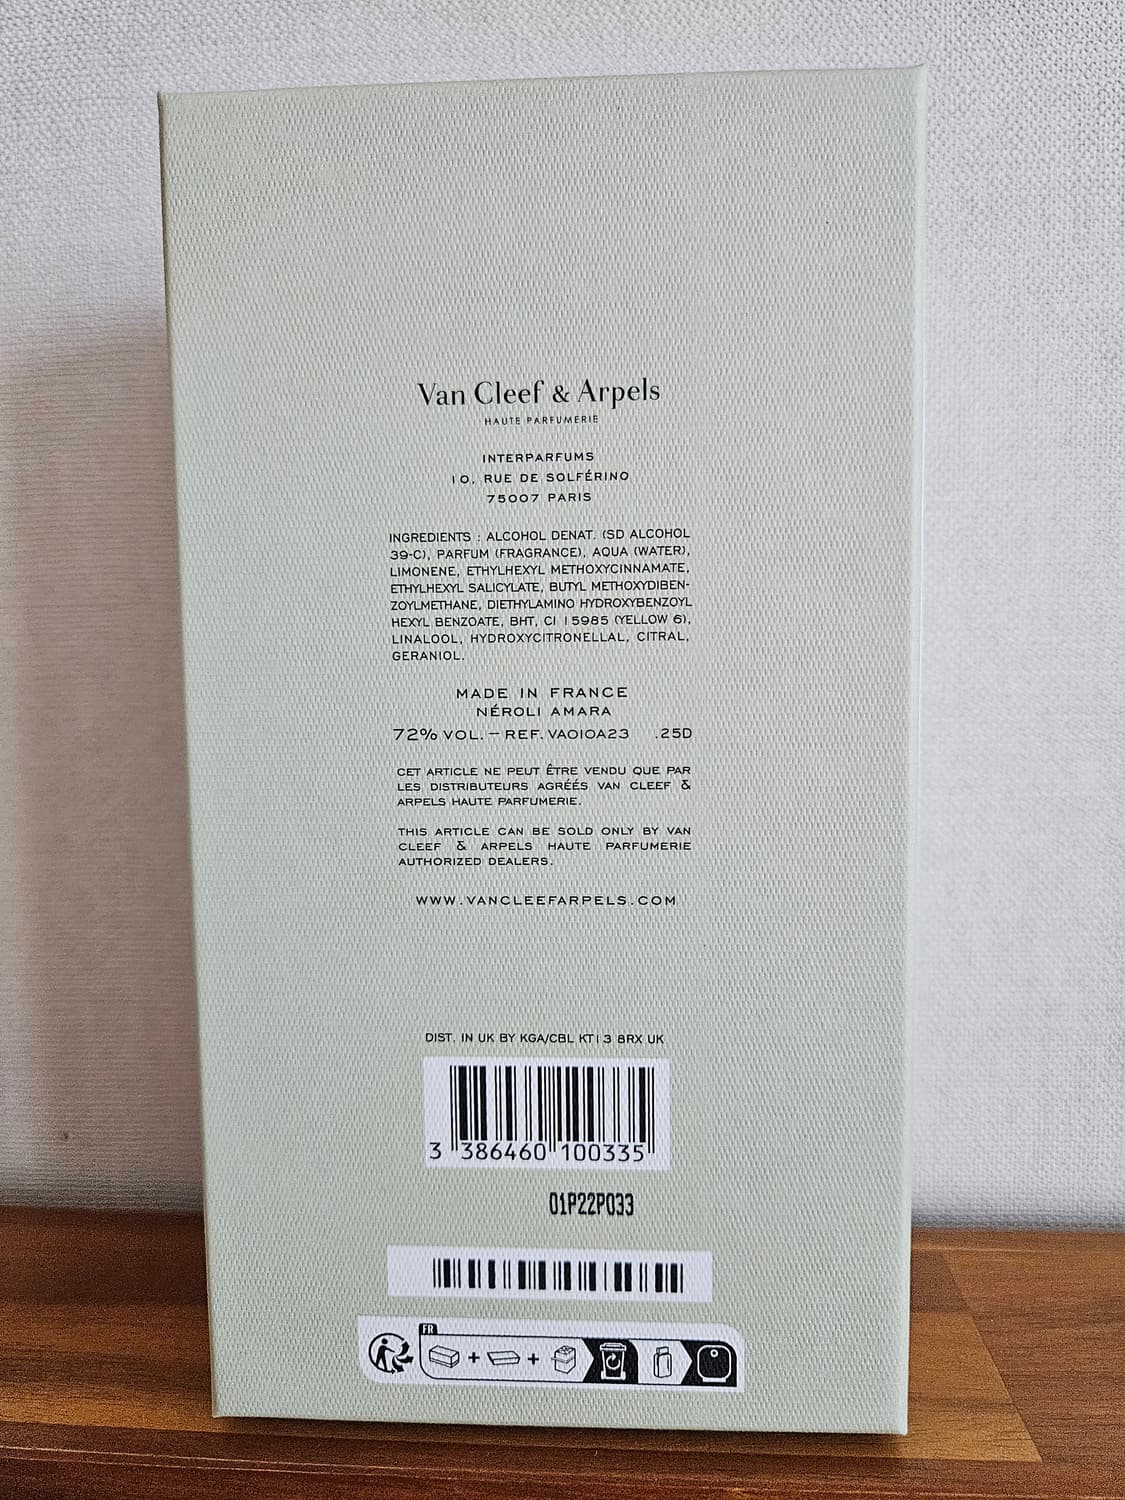 Van Cleef & Arpels
HAUTE PARFUMERIE
INTERPARFUMS
10, RUE DE SOLFÉRINO
75007 PARIS
INGREDIENTS : ALCOHOL DENAT. (SD ALCOHOL
39-C), PARFUM (FRAGRANCE), AQUA (WATER),
LIMONENE, ETHYLHEXYL METHOXYCINNAMATE,
ETHYLHEXYL SALICYLATE, BUTYL METHOXYDIBEN-
ZOYLMETHANE, DIETHYLAMINO HYDROXYBENZOYL
HEXYL BENZOATE, BHT, CI 15985 (YELLOW 6),
LINALOOL, HYDROXYCITRONELLAL, CITRAL,
GERANIOL.
MADE IN FRANCE
NÉROLI AMARA
72% VOL. – REF. VA010A23 .25D
CET ARTICLE NE PEUT ÊTRE VENDU QUE PAR
LES DISTRIBUTEURS AGRÉÉS VAN CLEEF &
ARPELS HAUTE PARFUMERIE.
THIS ARTICLE CAN BE SOLD ONLY BY VAN
CLEEF & ARPELS HAUTE PARFUMERIE
AUTHORIZED DEALERS.
WWW.VANCLEEFARPELS.COM
DIST. IN UK BY KGA/CBL KT13 8RX UK
3 386460 100335
01P22P033
FR